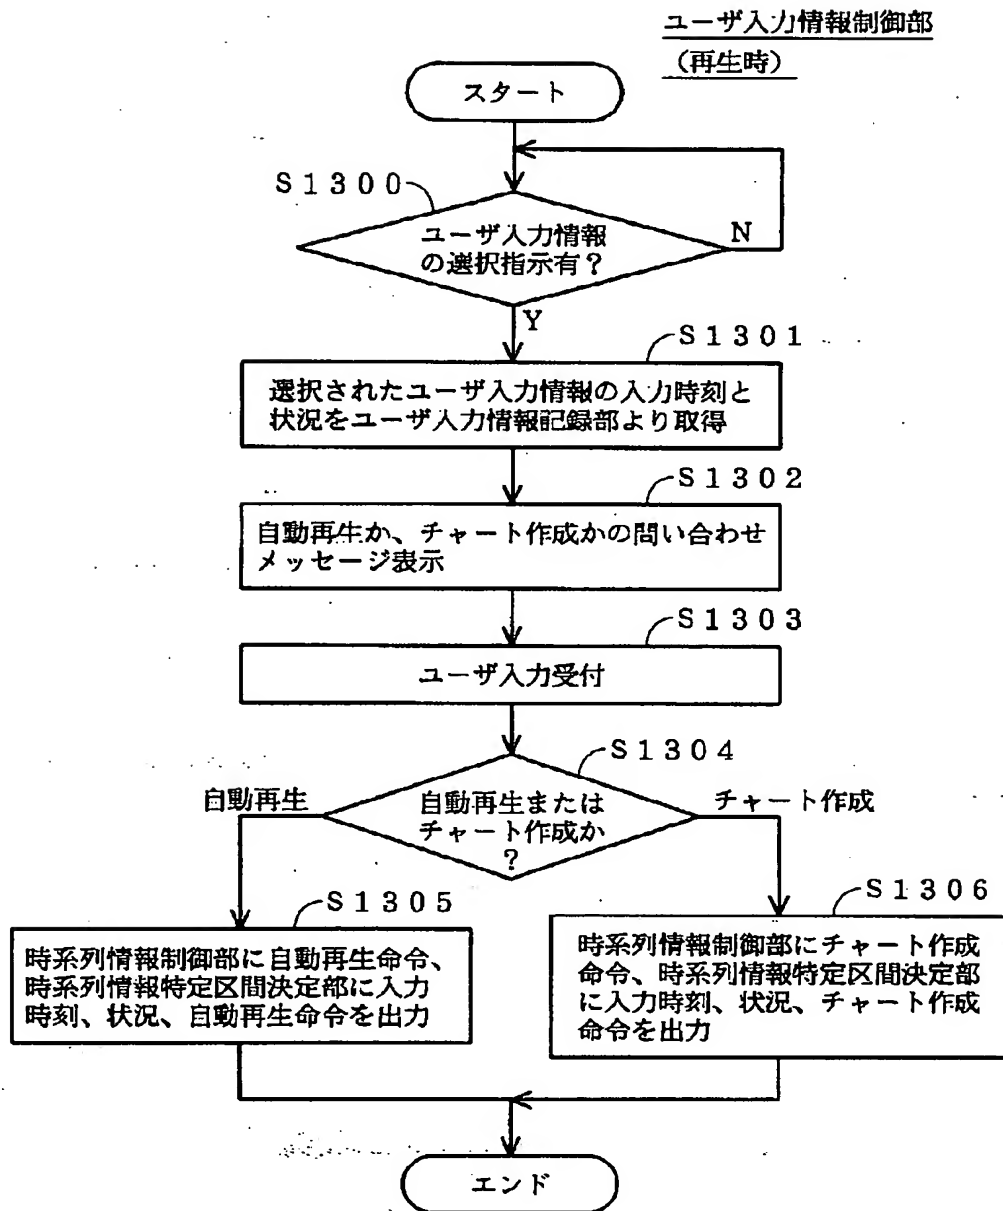 ユーザ入力情報制御部
(再生時)
スタート
S1300
ユーザ入力情報
の選択指示有?
N
Y
S1301
選択されたユーザ入力情報の入力時刻と
状況をユーザ入力情報記録部より取得
S1302
自動再生か、チャート作成かの問い合わせ
メッセージ表示
S1303
ユーザ入力受付
S1304
自動再生
自動再生または
チャート作成か
?
チャート作成
S1305
時系列情報制御部に自動再生命令、
時系列情報特定区間決定部に入力
時刻、状況、自動再生命令を出力
S1306
時系列情報制御部にチャート作成
命令、時系列情報特定区間決定部
に入力時刻、状況、チャート作成
命令を出力
エンド